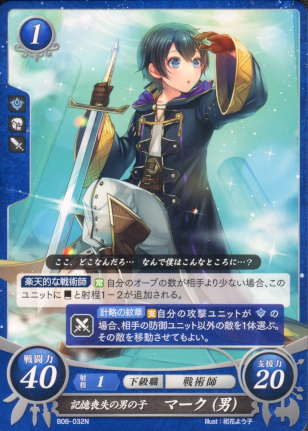 1
ここ、どこなんだろ… なんで僕はこんなところに…？
楽天的な戦術師 常 自分のオーブの数が相手より少ない場合、この
ユニットに と射程1－2が追加される。
計略の紋章 支 自分の攻撃ユニットが
の場合、相手の防御ユニット以外の敵を1体選ぶ。
その敵を移動させてもよい。
戦闘力
40
射程 1 下級職 戦術師
支援力
20
記憶喪失の男の子 マーク（男）
B08-032N
Illust：祀花よう子